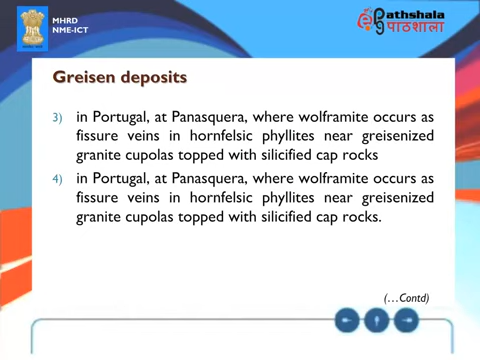 MHRD
NME-ICT
pathshala
पाठशाला
Greisen deposits
3) in Portugal, at Panasquera, where wolframite occurs as
fissure veins in hornfelsic phyllites near greisenized
granite cupolas topped with silicified cap rocks
4) in Portugal, at Panasquera, where wolframite occurs as
fissure veins in hornfelsic phyllites near greisenized
granite cupolas topped with silicified cap rocks.
(…Contd)